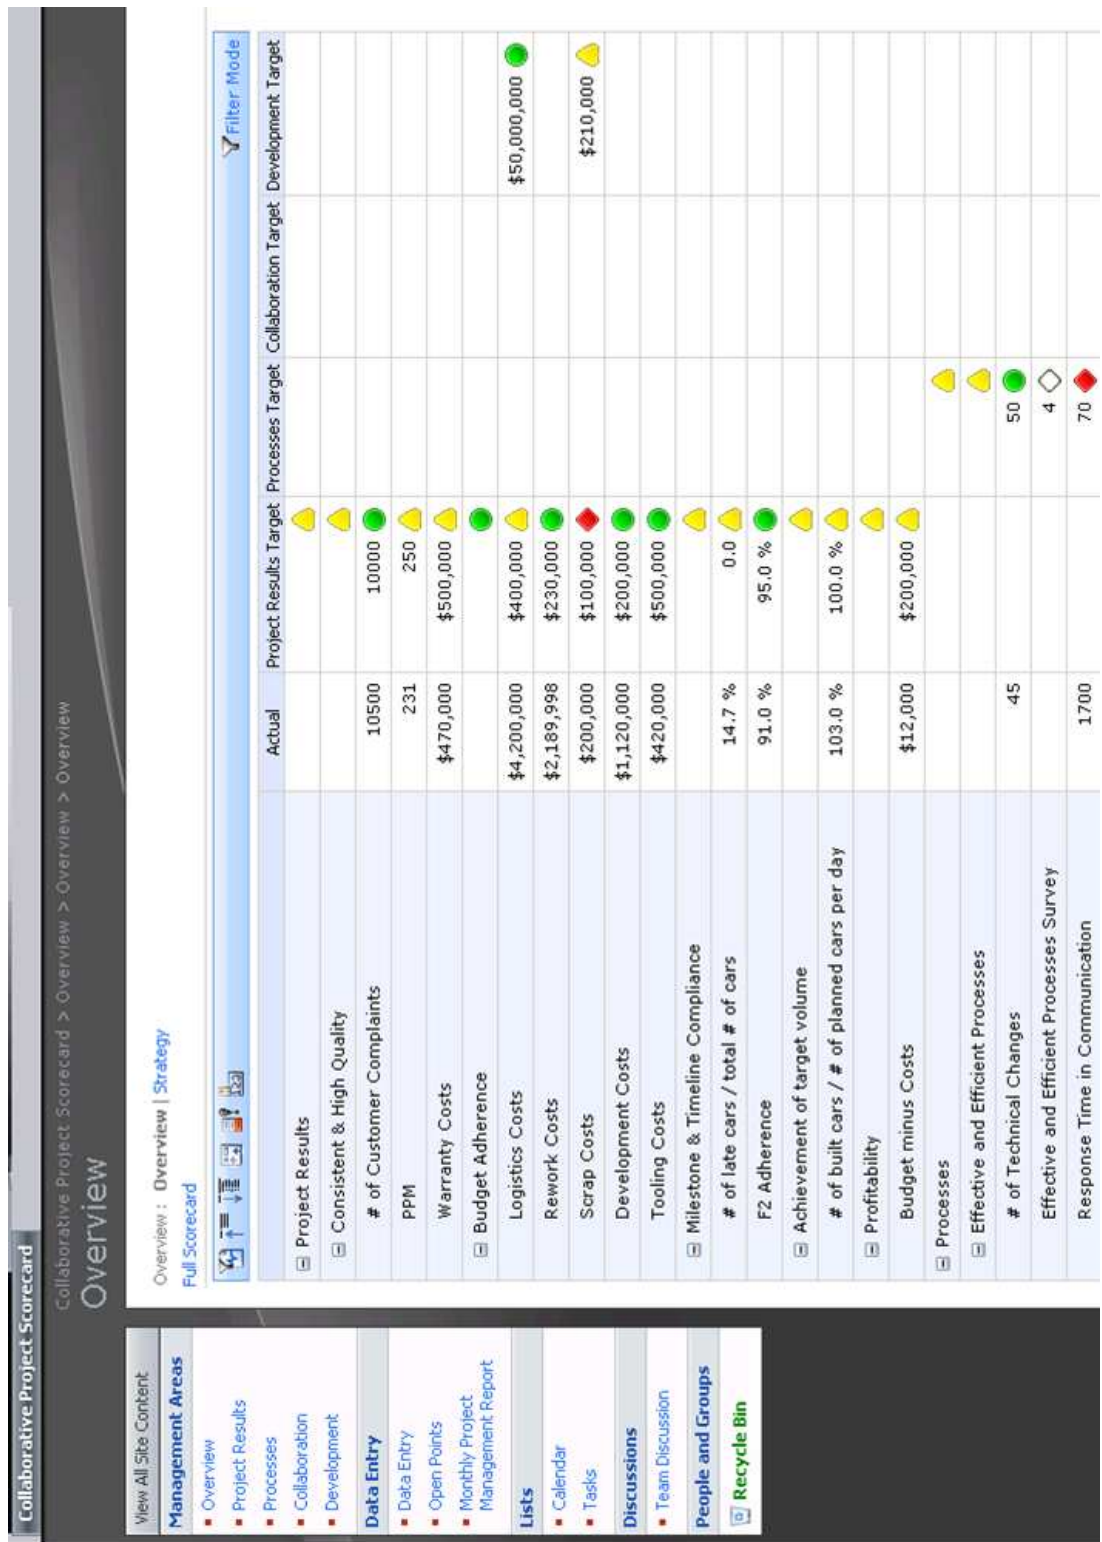 Collaborative Project Scorecard
Collaborative Project Scorecard > Overview > Overview > Overview
Overview
View All Site Content
Management Areas
Overview
Project Results
Processes
Collaboration
Development
Data Entry
Data Entry
Open Points
Monthly Project
Management Report
Lists
Calendar
Tasks
Discussions
Team Discussion
People and Groups
Recycle Bin
Overview : Overview | Strategy
Full Scorecard
Filter Mode
Actual Project Results Target Processes Target Collaboration Target Development Target
Project Results
Consistent & High Quality
# of Customer Complaints 10500 10000
PPM 231 250
Warranty Costs $470,000 $500,000
Budget Adherence
Logistics Costs $4,200,000 $400,000 $50,000,000
Rework Costs $2,189,998 $230,000
Scrap Costs $200,000 $100,000 $210,000
Development Costs $1,120,000 $200,000
Tooling Costs $420,000 $500,000
Milestone & Timeline Compliance
# of late cars / total # of cars 14.7 % 0.0
F2 Adherence 91.0 % 95.0 %
Achievement of target volume
# of built cars / # of planned cars per day 103.0 % 100.0 %
Profitability
Budget minus Costs $12,000 $200,000
Processes
Effective and Efficient Processes
# of Technical Changes 45 50
Effective and Efficient Processes Survey 4
Response Time in Communication 1700 70